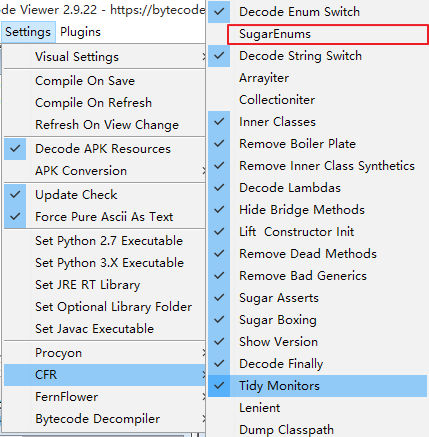 de Viewer 2.9.22 - https://bytecod
Settings Plugins
Visual Settings
Compile On Save
Compile On Refresh
Refresh On View Change
Decode APK Resources
APK Conversion
Update Check
Force Pure Ascii As Text
Set Python 2.7 Executable
Set Python 3.X Executable
Set JRE RT Library
Set Optional Library Folder
Set Javac Executable
Procyon
CFR
FernFlower
Bytecode Decompiler
Decode Enum Switch
SugarEnums
Decode String Switch
Arrayiter
Collectioniter
Inner Classes
Remove Boiler Plate
Remove Inner Class Synthetics
Decode Lambdas
Hide Bridge Methods
Lift Constructor Init
Remove Dead Methods
Remove Bad Generics
Sugar Asserts
Sugar Boxing
Show Version
Decode Finally
Tidy Monitors
Lenient
Dump Classpath